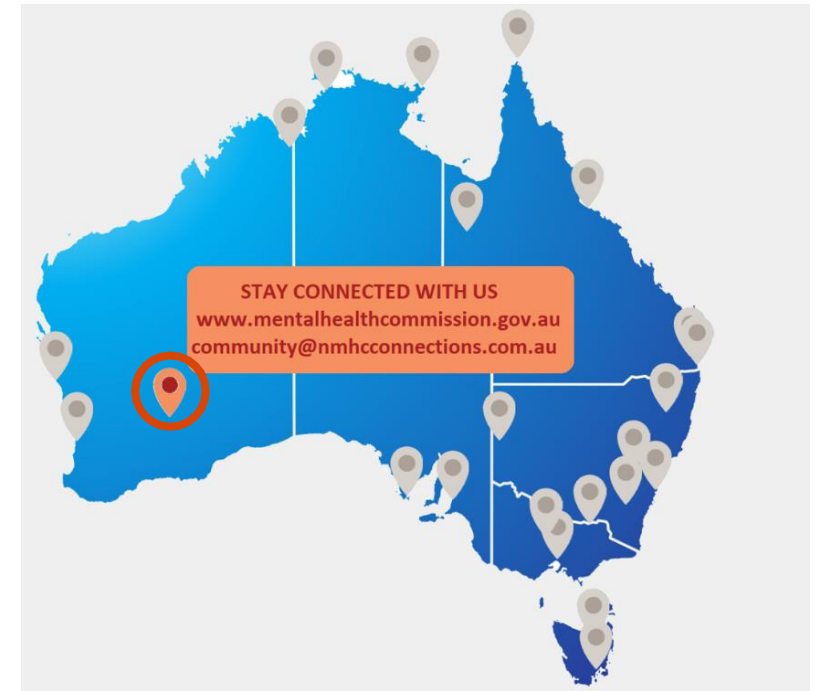 STAY CONNECTED WITH US
www.mentalhealthcommission.gov.au
community@nmhcconnections.com.au